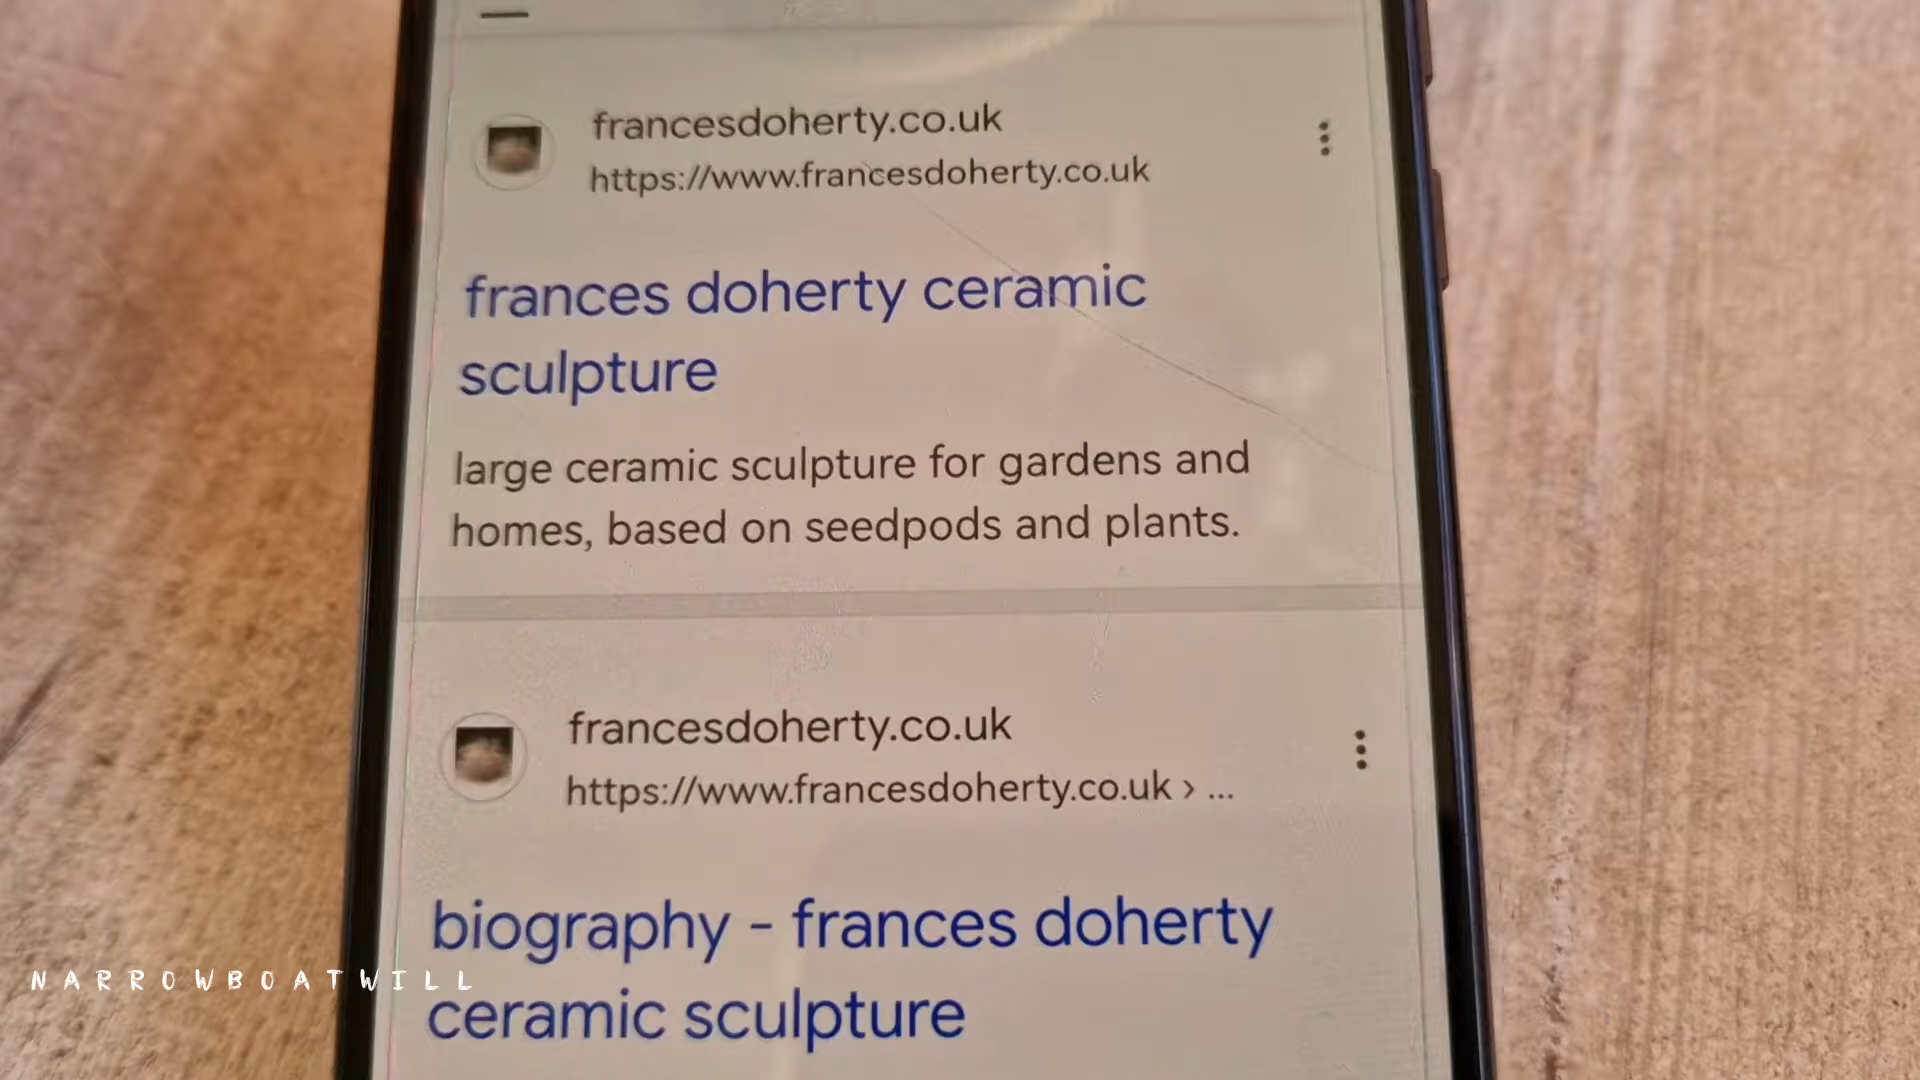 francesdoherty.co.uk
https://www.francesdoherty.co.uk
frances doherty ceramic
sculpture
large ceramic sculpture for gardens and
homes, based on seedpods and plants.
francesdoherty.co.uk
https://www.francesdoherty.co.uk › ...
biography - frances doherty
ceramic sculpture
NARROWBOATWILL